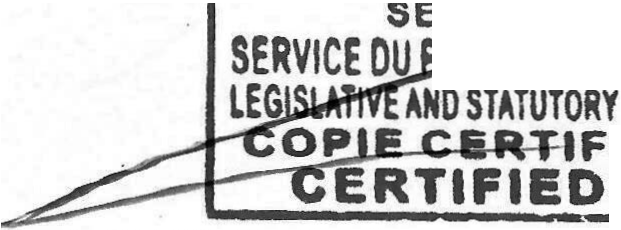 SE
SERVICE DU
LEGISLATIVE AND STATUTORY
COPIE CERTIF
CERTIFIED